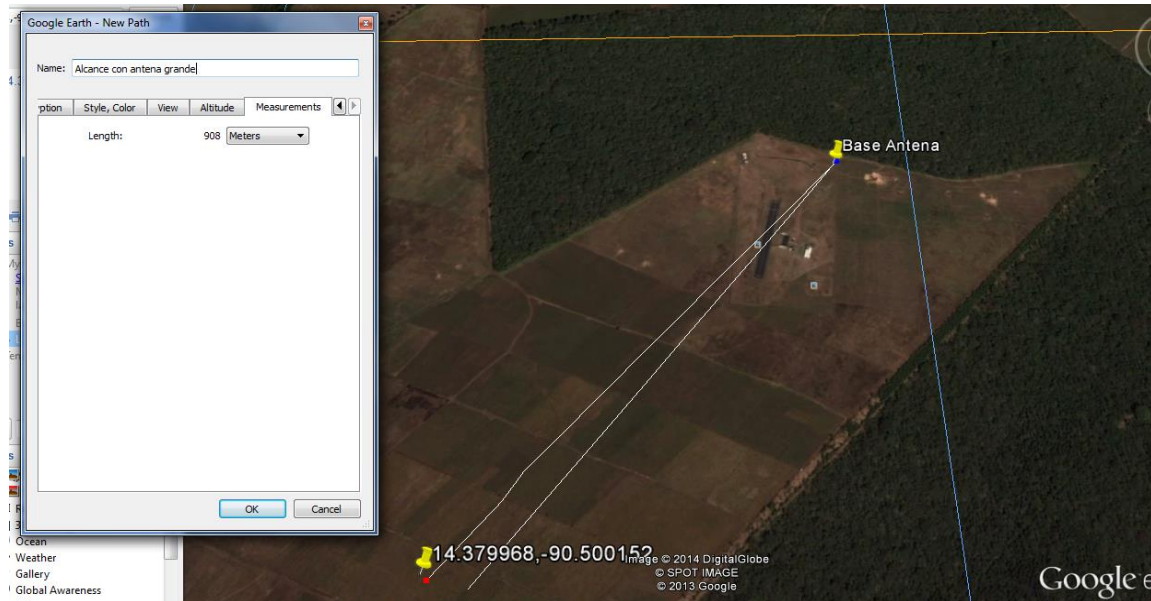 Google Earth - New Path
Name: Alcance con antena grande
Style, Color View Altitude Measurements
Length: 908 Meters
OK Cancel
Base Antena
14.379968,-90.500152
Image © 2014 DigitalGlobe
© SPOT IMAGE
© 2013 Google
Google
Ocean
Weather
Gallery
Global Awareness